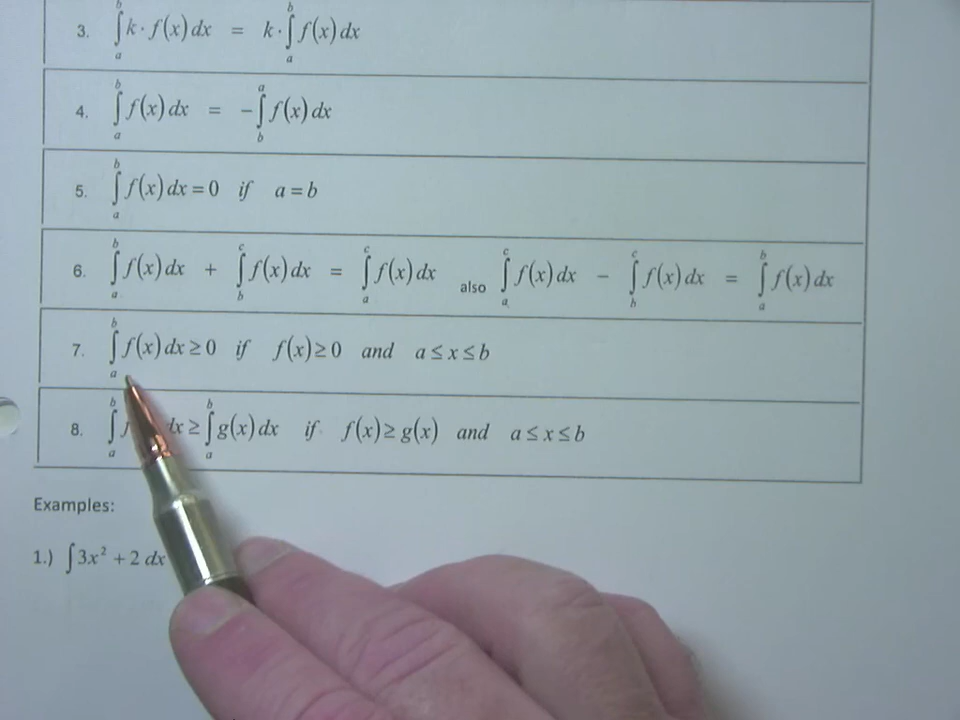 3. ∫_a^b k · f(x) dx = k · ∫_a^b f(x) dx
4. ∫_a^b f(x) dx = −∫_b^a f(x) dx
5. ∫_a^b f(x) dx = 0 if a = b
6. ∫_a^b f(x) dx + ∫_b^c f(x) dx = ∫_a^c f(x) dx also ∫_a^c f(x) dx − ∫_b^c f(x) dx = ∫_a^b f(x) dx
7. ∫_a^b f(x) dx ≥ 0 if f(x) ≥ 0 and a ≤ x ≤ b
8. ∫_a^b f dx ≥ ∫_a^b g(x) dx if f(x) ≥ g(x) and a ≤ x ≤ b
Examples:
1.) ∫ 3x² + 2 dx